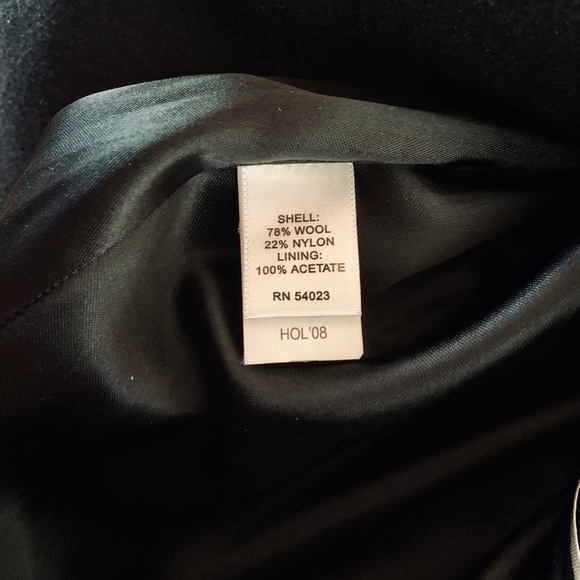 SHELL:
78% WOOL
22% NYLON
LINING:
100% ACETATE
RN 54023
HOL'08